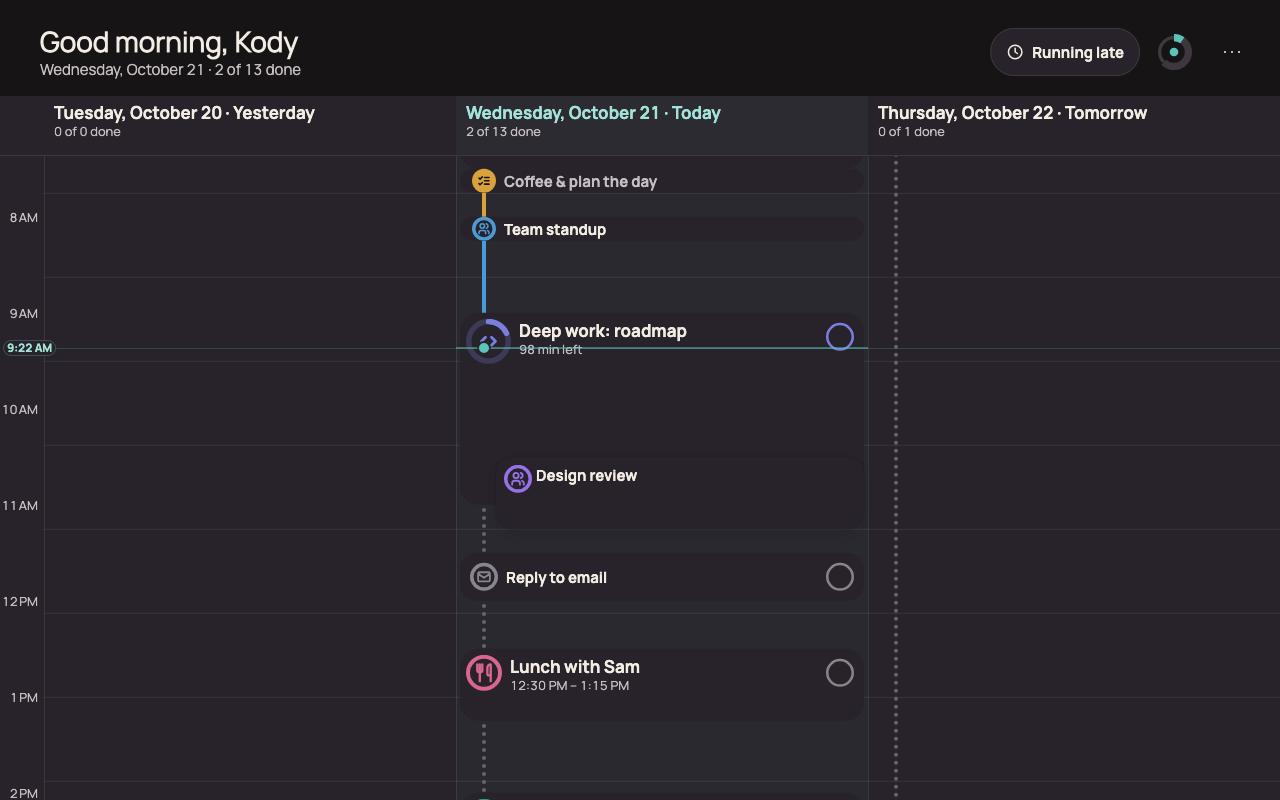 Good morning, Kody
Wednesday, October 21 · 2 of 13 done
Running late
Tuesday, October 20 · Yesterday
0 of 0 done
Wednesday, October 21 · Today
2 of 13 done
Thursday, October 22 · Tomorrow
0 of 1 done
Coffee & plan the day
8 AM
Team standup
9 AM
Deep work: roadmap
9:22 AM
98 min left
10 AM
Design review
11 AM
Reply to email
12 PM
Lunch with Sam
12:30 PM – 1:15 PM
1 PM
2 PM